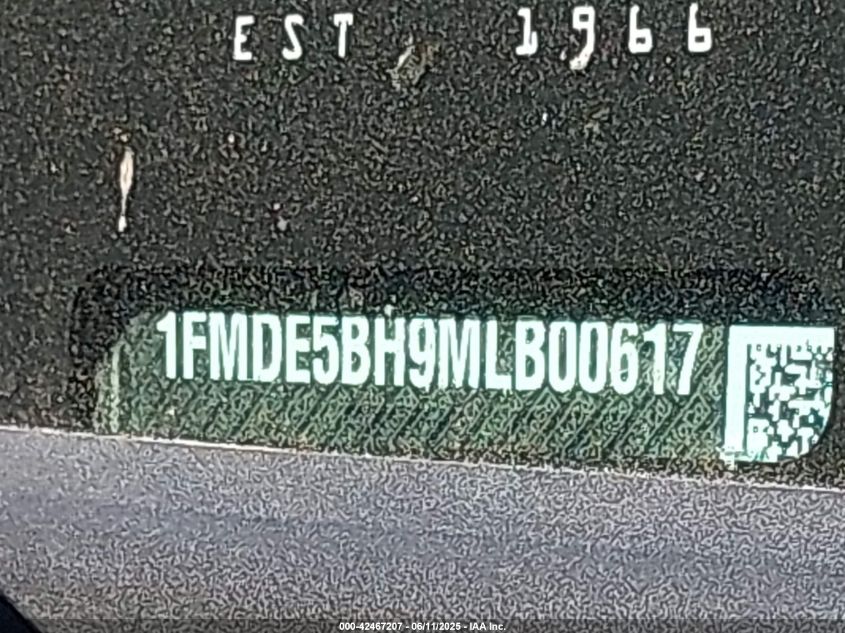 EST 1966
1FMDE5BH9MLB00617
000-42467207 - 06/11/2025 - IAA Inc.